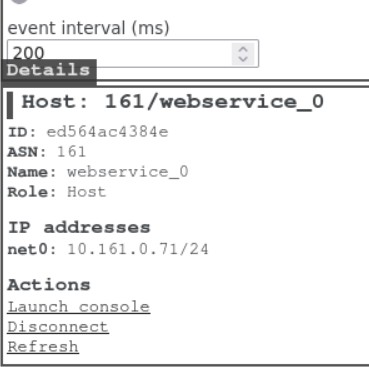 event interval (ms)
200
Details
Host: 161/webservice_0
ID: ed564ac4384e
ASN: 161
Name: webservice_0
Role: Host
IP addresses
net0: 10.161.0.71/24
Actions
Launch console
Disconnect
Refresh